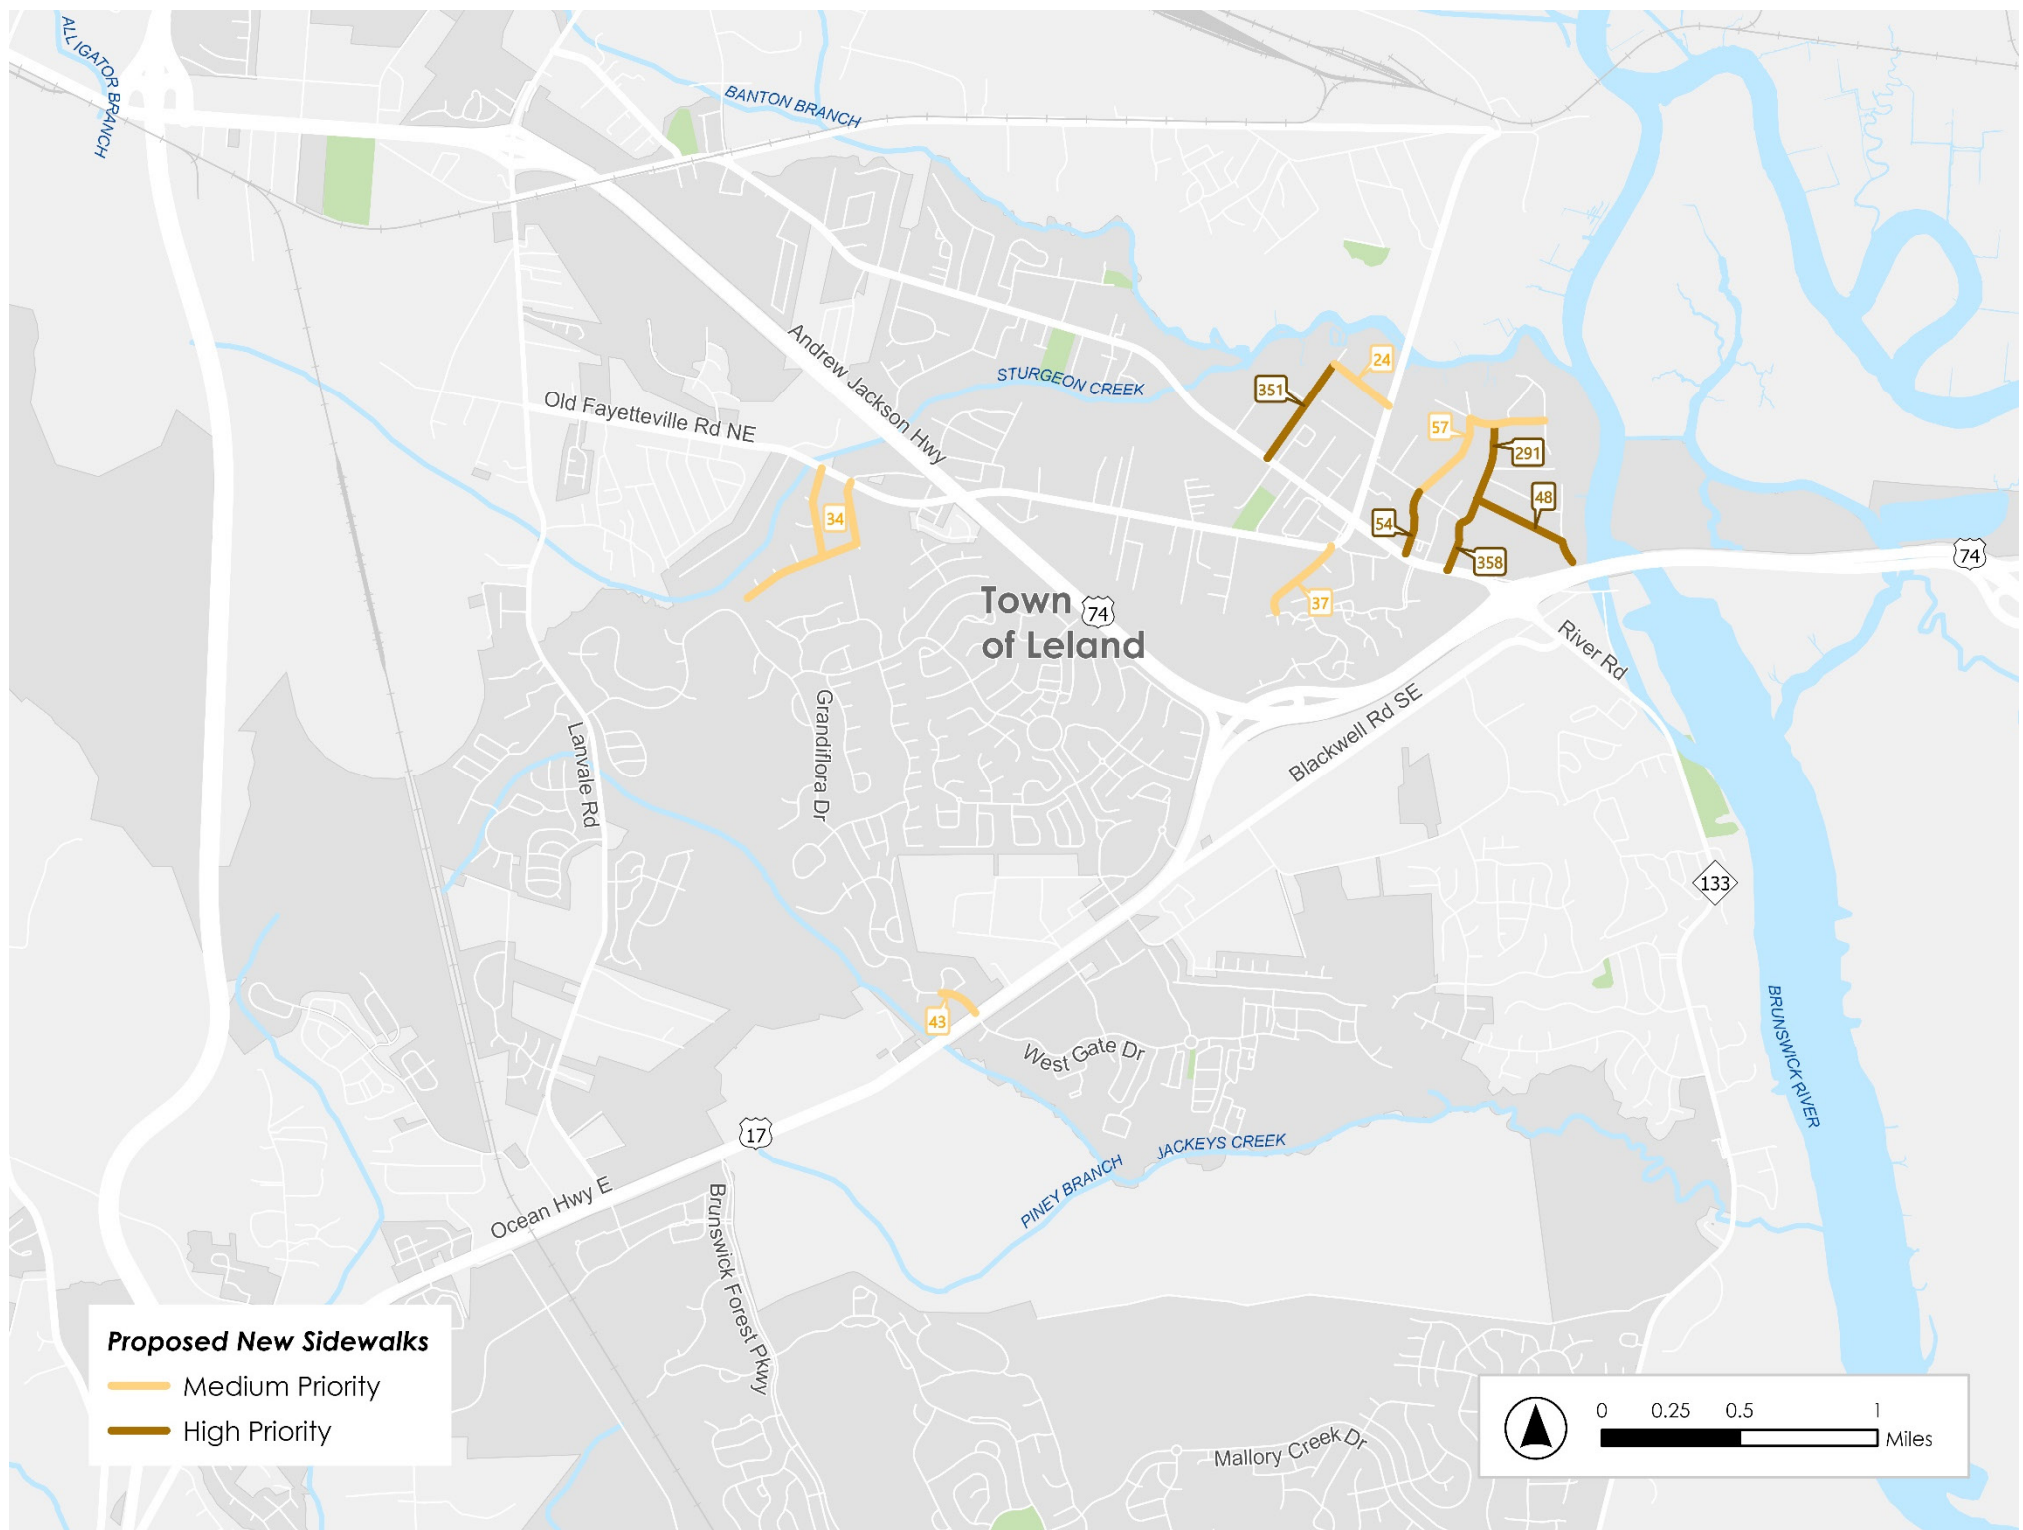 ALLIGATOR BRANCH
BANTON BRANCH
Andrew Jackson Hwy
STURGEON CREEK
Old Fayetteville Rd NE
24
351
57
291
48
54
358
34
37
74
Town
of Leland
74
River Rd
Grandiflora Dr
Lanvale Rd
Blackwell Rd SE
133
43
West Gate Dr
BRUNSWICK RIVER
17
JACKEYS CREEK
PINEY BRANCH
Ocean Hwy E
Brunswick Forest Pkwy
Mallory Creek Dr
Proposed New Sidewalks
Medium Priority
High Priority
0 0.25 0.5 1
Miles